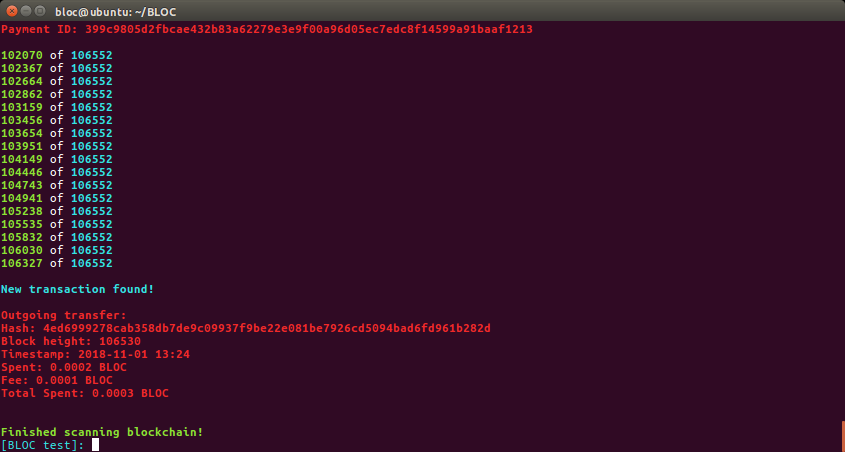 bloc@ubuntu: ~/BLOC
Payment ID: 399c9805d2fbcae432b83a62279e3e9f00a96d05ec7edc8f14599a91baaf1213
102070 of 106552
102367 of 106552
102664 of 106552
102862 of 106552
103159 of 106552
103456 of 106552
103654 of 106552
103951 of 106552
104149 of 106552
104446 of 106552
104743 of 106552
104941 of 106552
105238 of 106552
105535 of 106552
105832 of 106552
106030 of 106552
106327 of 106552
New transaction found!
Outgoing transfer:
Hash: 4ed6999278cab358db7de9c09937f9be22e081be7926cd5094bad6fd961b282d
Block height: 106530
Timestamp: 2018-11-01 13:24
Spent: 0.0002 BLOC
Fee: 0.0001 BLOC
Total Spent: 0.0003 BLOC
Finished scanning blockchain!
[BLOC test]: